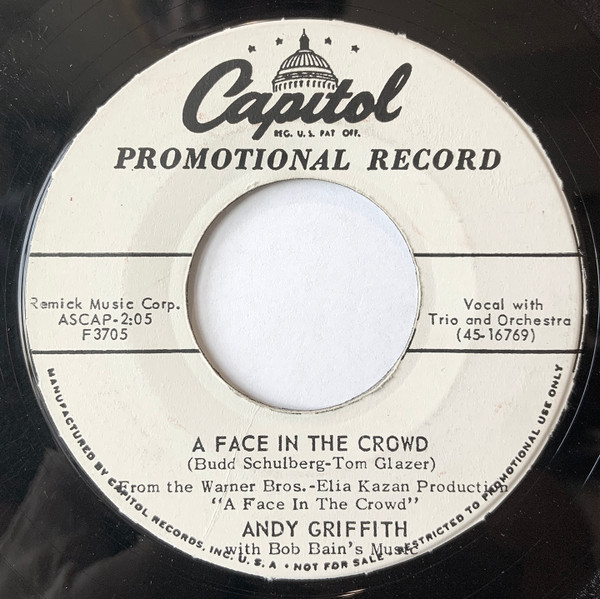 Capitol
REG. U.S. PAT. OFF.
PROMOTIONAL RECORD
Remick Music Corp.
ASCAP-2:05
F3705
Vocal with
Trio and Orchestra
(45-16769)
A FACE IN THE CROWD
(Budd Schulberg-Tom Glazer)
From the Warner Bros.-Elia Kazan Production
"A Face In The Crowd"
ANDY GRIFFITH
with Bob Bain's Music
MANUFACTURED BY CAPITOL RECORDS, INC. U. S. A • NOT FOR SALE - RESTRICTED TO PROMOTIONAL USE ONLY